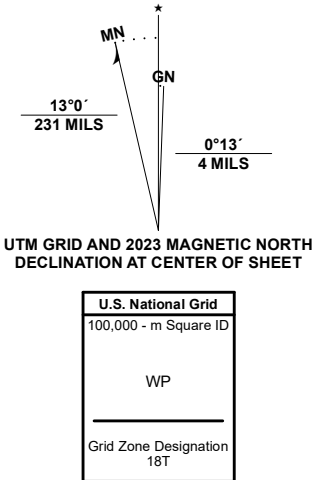 ★
MN
GN
13°0´
231 MILS
0°13´
4 MILS
UTM GRID AND 2023 MAGNETIC NORTH
DECLINATION AT CENTER OF SHEET
U.S. National Grid
100,000 - m Square ID
WP
Grid Zone Designation
18T